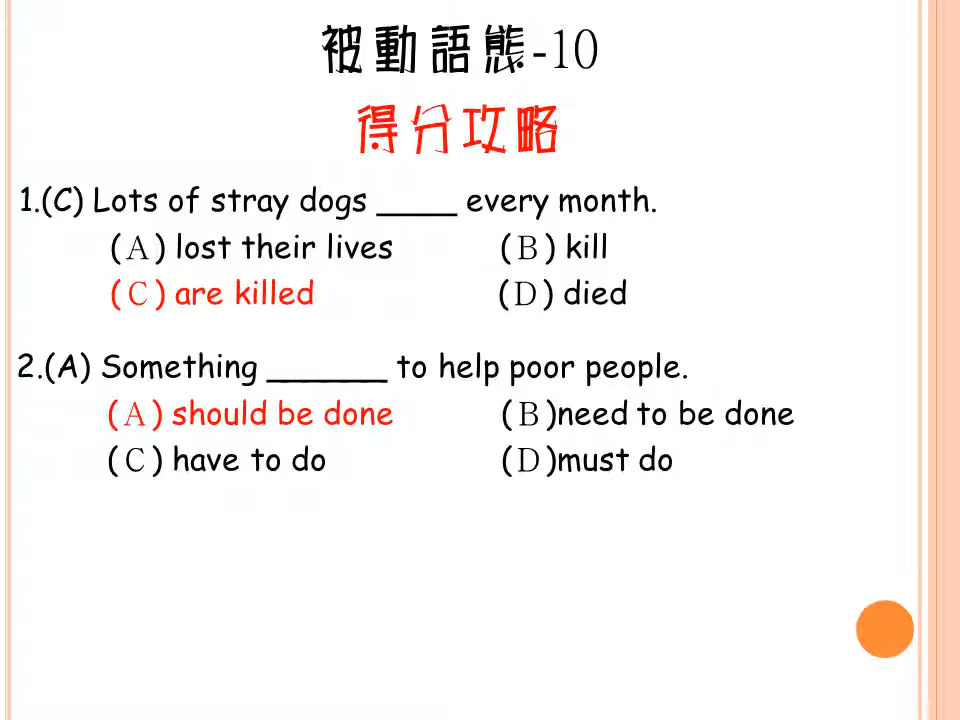 被動語態-10
得分攻略
1.(C) Lots of stray dogs _____ every month.
(Ａ) lost their lives (Ｂ) kill
(Ｃ) are killed (Ｄ) died
2.(A) Something _______ to help poor people.
(Ａ) should be done (Ｂ)need to be done
(Ｃ) have to do (Ｄ)must do